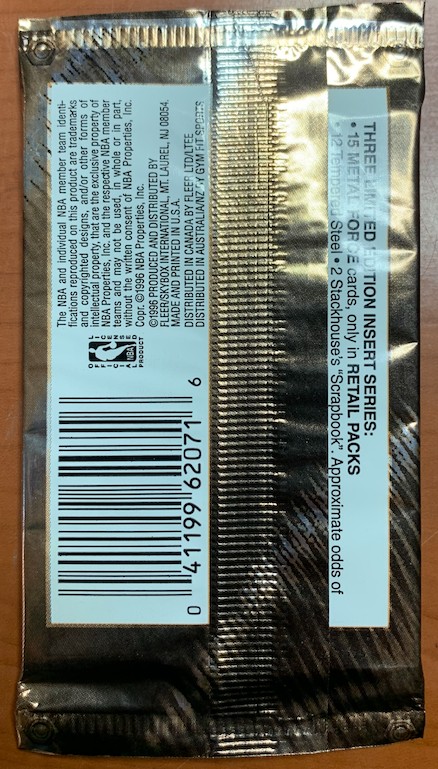 THREE LIMITED EDITION INSERT SERIES:
• 15 METAL FORCE cards, only in RETAIL PACKS
• 12 Tempered Steel • 2 Stackhouse's "Scrapbook". Approximate odds of
The NBA and individual NBA member team identi-
fications reproduced on this product are trademarks
and copyrighted designs, and/or other forms of
intellectual property, that are the exclusive property of
NBA Properties, Inc. and the respective NBA member
teams and may not be used, in whole or in part,
without the written consent of NBA Properties, Inc.
Copr. ©1996 NBA Properties, Inc.
©1996 PRODUCED AND DISTRIBUTED BY
FLEER/SKYBOX INTERNATIONAL, MT. LAUREL, NJ 08054.
MADE AND PRINTED IN U.S.A.
DISTRIBUTED IN CANADA BY FLEER LTD/LTEE
DISTRIBUTED IN AUSTRALIA/NZ BY GYM FIT SPORTS
OFFICIAL
NBA
LICENSED
PRODUCT
0 41199 62071 6